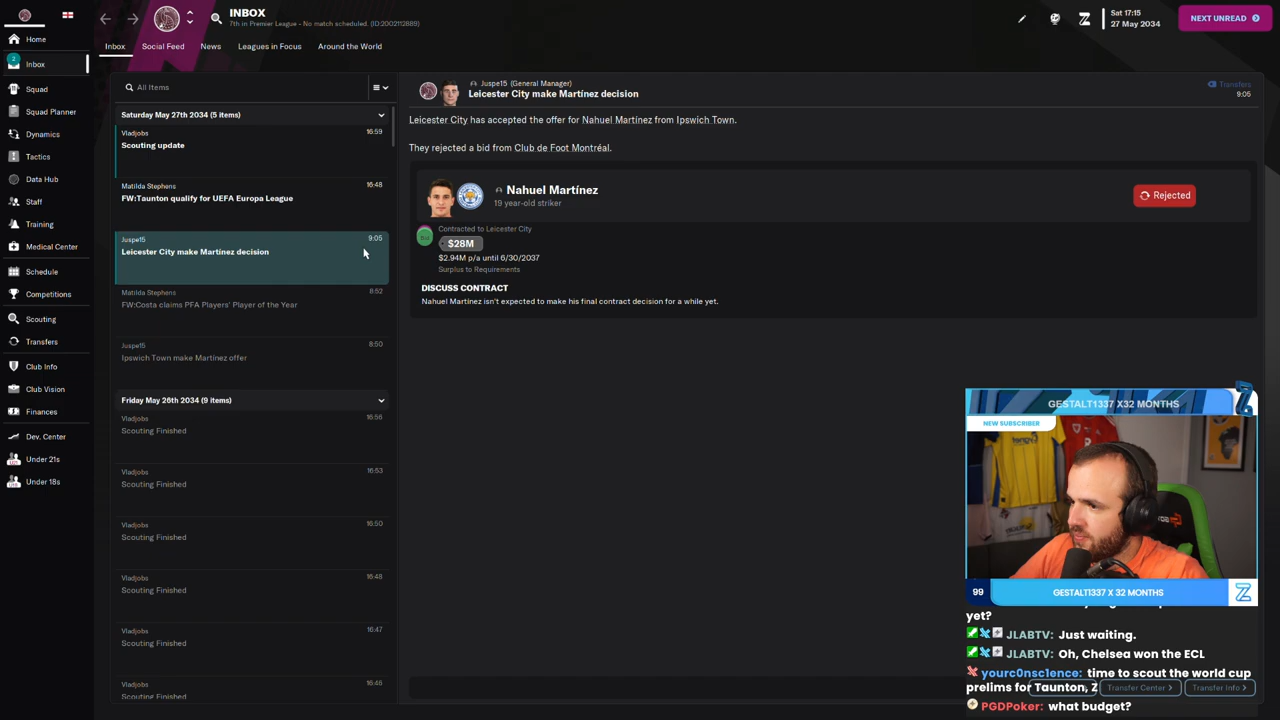 INBOX
7th in Premier League - No match scheduled. (ID:2002112889)
Sat 17:15
27 May 2034
NEXT UNREAD
Inbox
Social Feed
News
Leagues in Focus
Around the World
Home
2
Inbox
Squad
Squad Planner
Dynamics
Tactics
Data Hub
Staff
Training
Medical Center
Schedule
Competitions
Scouting
Transfers
Club Info
Club Vision
Finances
Dev. Center
Under 21s
Under 18s
All Items
Saturday May 27th 2034 (5 items)
Vladjobs
16:59
Scouting update
Matilda Stephens
16:48
FW:Taunton qualify for UEFA Europa League
Juspe15
9:05
Leicester City make Martínez decision
Matilda Stephens
8:52
FW:Costa claims PFA Players' Player of the Year
Juspe15
8:50
Ipswich Town make Martínez offer
Friday May 26th 2034 (9 items)
Vladjobs
16:56
Scouting Finished
Vladjobs
16:53
Scouting Finished
Vladjobs
16:50
Scouting Finished
Vladjobs
16:48
Scouting Finished
Vladjobs
16:47
Scouting Finished
Vladjobs
16:46
Scouting Finished
Juspe15 (General Manager)
Leicester City make Martínez decision
Transfers
9:05
Leicester City has accepted the offer for Nahuel Martínez from Ipswich Town.
They rejected a bid from Club de Foot Montréal.
Nahuel Martínez
19 year-old striker
Rejected
Contracted to Leicester City
$28M
$2.94M p/a until 6/30/2037
Surplus to Requirements
DISCUSS CONTRACT
Nahuel Martínez isn't expected to make his final contract decision for a while yet.
GESTALT1337 X32 MONTHS
NEW SUBSCRIBER
99
GESTALT1337 X 32 MONTHS
yet?
JLABTV: Just waiting.
JLABTV: Oh, Chelsea won the ECL
yourc0nsc1ence: time to scout the world cup
prelims for Taunton, Z
Transfer Center
Transfer Info
PGDPoker: what budget?